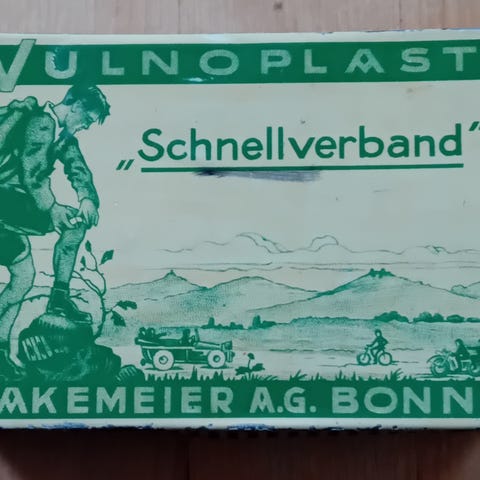 VULNOPLAST
„Schnellverband"
AKEMEIER A.G. BONN